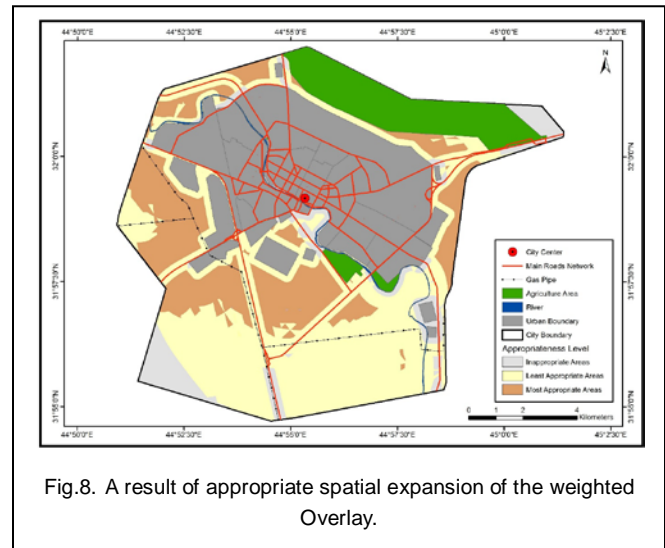 44°50'0"E 44°52'30"E 44°55'0"E 44°57'30"E 45°0'0"E 45°2'30"E
N
32°0'0"N
32°0'0"N
31°57'30"N
31°57'30"N
31°55'0"N
31°55'0"N
City Center
Main Roads Network
Gas Pipe
Agriculture Area
River
Urban Boundary
City Boundary
Appropriateness Level
Inappropriate Areas
Least Appropriate Areas
Most Appropriate Areas
0 1 2 4
Kilometers
44°50'0"E 44°52'30"E 44°55'0"E 44°57'30"E 45°0'0"E 45°2'30"E
Fig.8. A result of appropriate spatial expansion of the weighted
Overlay.